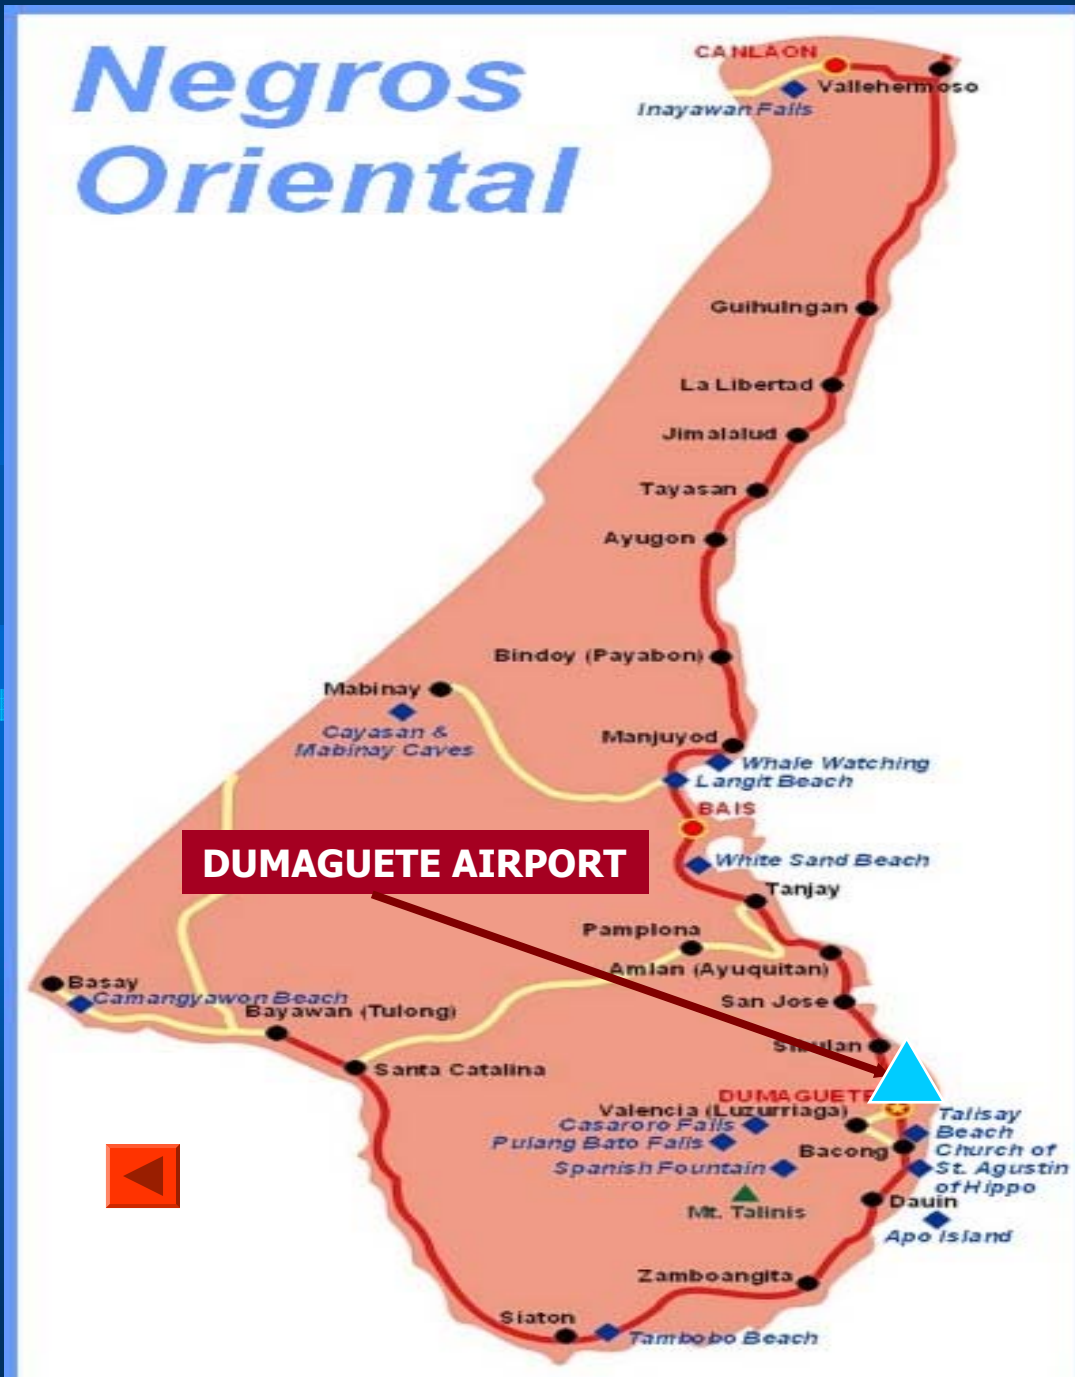 Negros
Oriental
CANLAON
Vallehermoso
Inayawan Falls
Guihulngan
La Libertad
Jimalalud
Tayasan
Ayugon
Bindoy (Payabon)
Mabinay
Cayasan &
Mabinay Caves
Manjuyod
Whale Watching
Langit Beach
BAIS
DUMAGUETE AIRPORT
White Sand Beach
Tanjay
Pamplona
Amlan (Ayuquitan)
Basay
Camangyawon Beach
San Jose
Bayawan (Tulong)
Sibulan
Santa Catalina
DUMAGUETE
Valencia (Luzurriaga)
Talisay
Beach
Casaroro Falls
Pulang Bato Falls
Bacong
Church of
St. Agustin
of Hippo
Spanish Fountain
Dauin
Mt. Talinis
Apo Island
Zamboangita
Siaton
Tambobo Beach